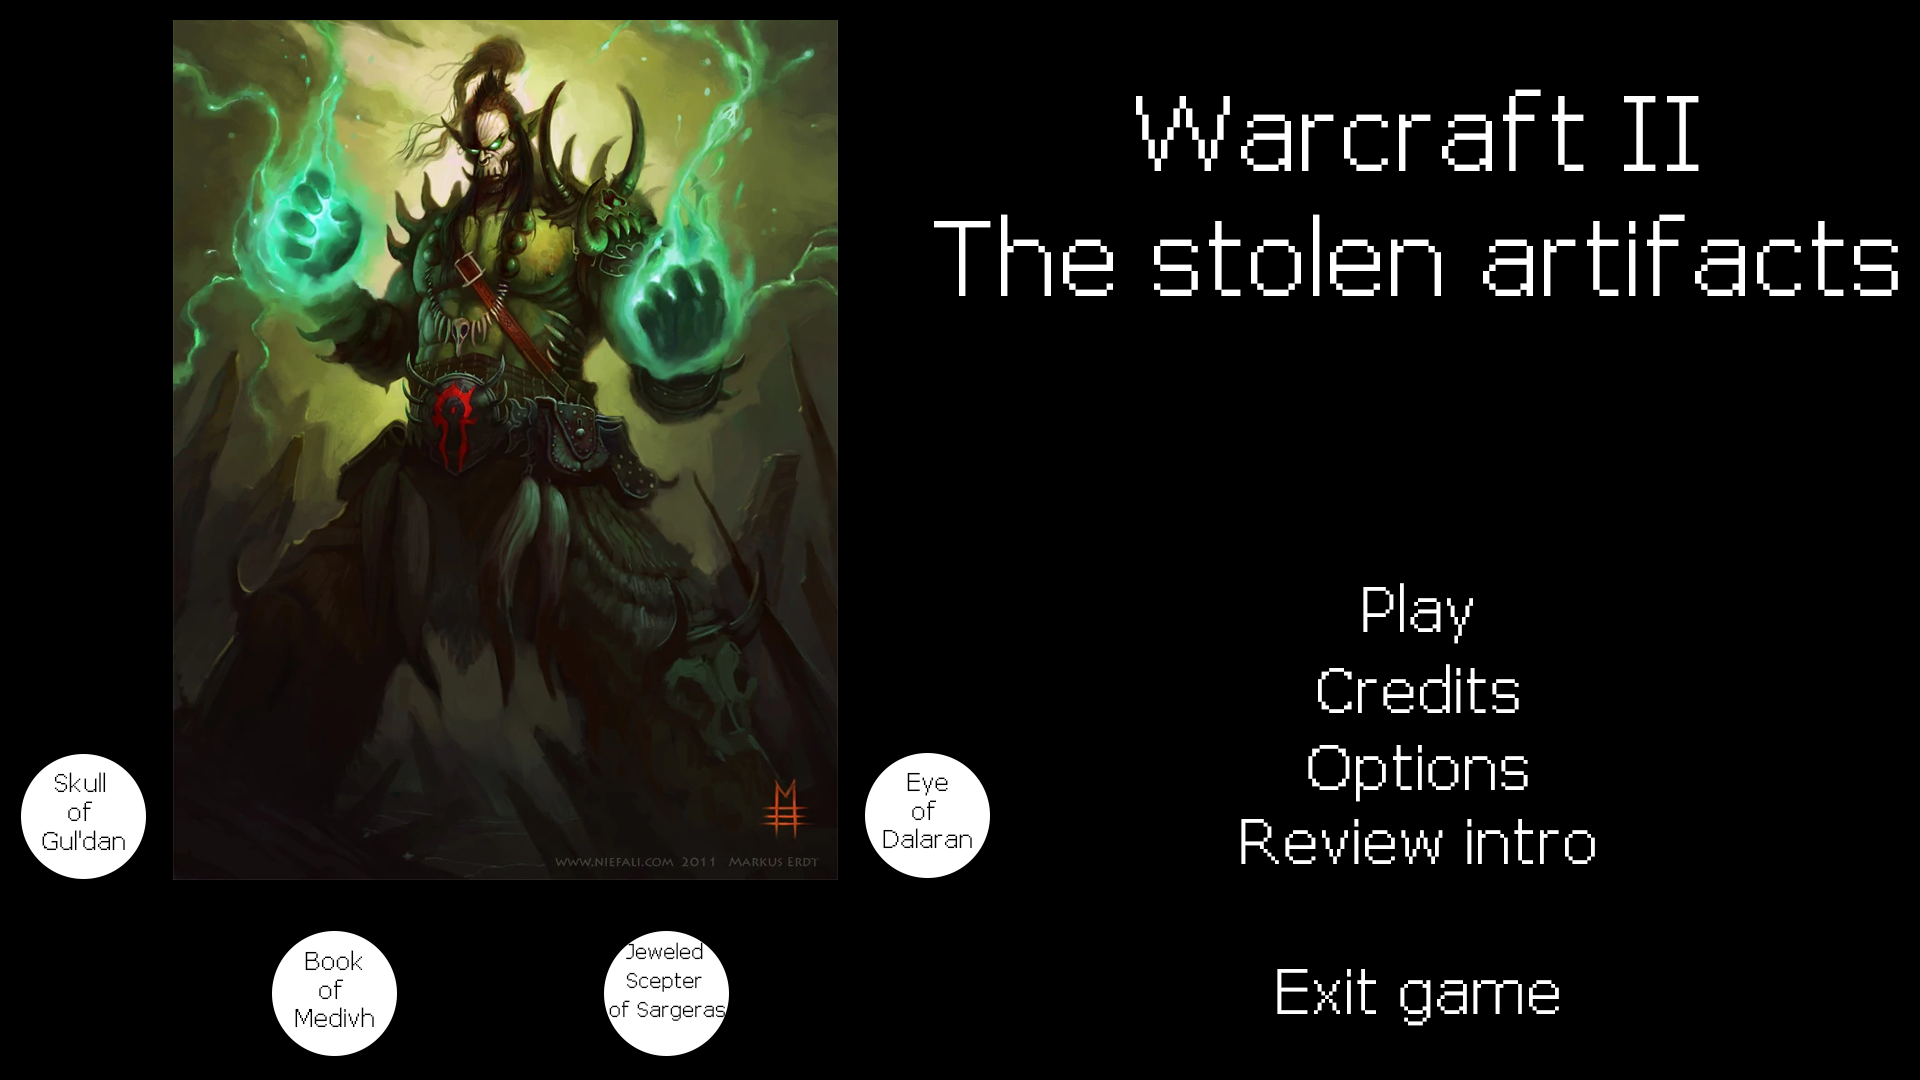 Warcraft II
The stolen artifacts
Play
Credits
Options
Review intro
Exit game
Skull
of
Gul'dan
Eye
of
Dalaran
Book
of
Medivh
Jeweled
Scepter
of Sargeras
WWW.NIEFALI.COM 2011 MARKUS ERDT